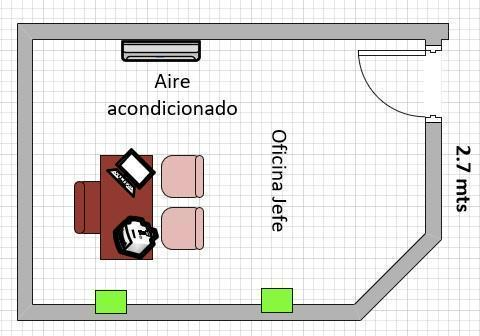 Aire
acondicionado
Oficina Jefe
2.7 mts